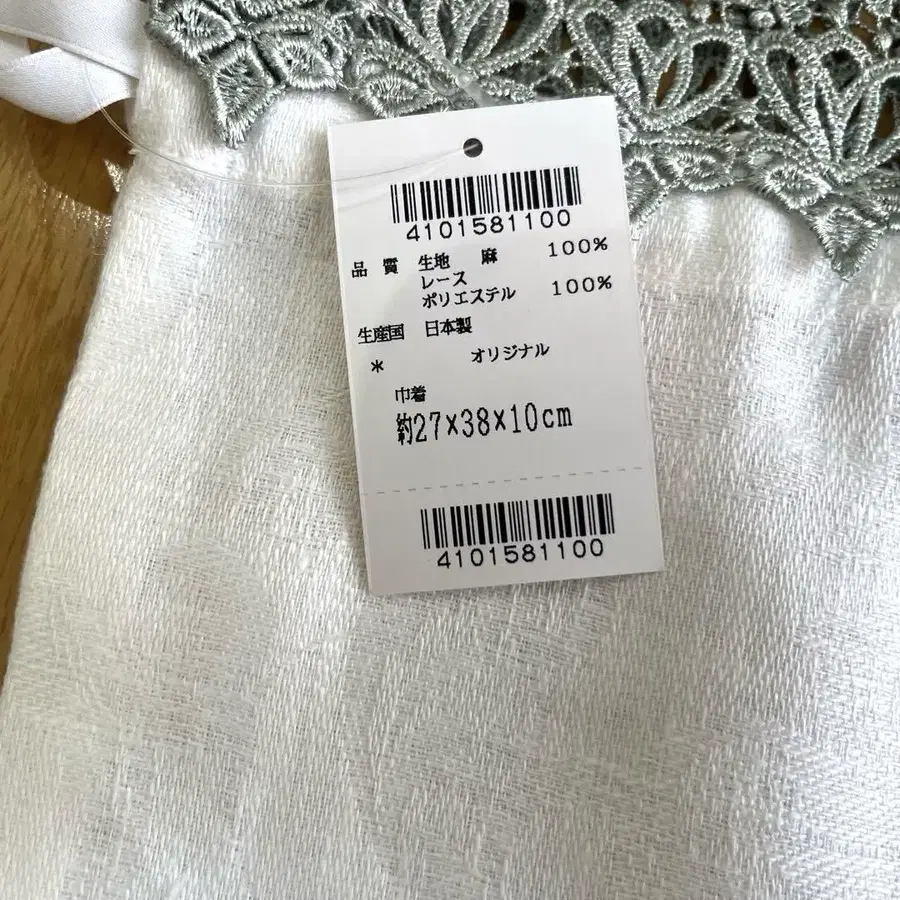 4101581100
品 質 生地 麻 100%
レース
ポリエステル 100%
生産国 日本製
* オリジナル
巾着
約27×38×10cm
4101581100